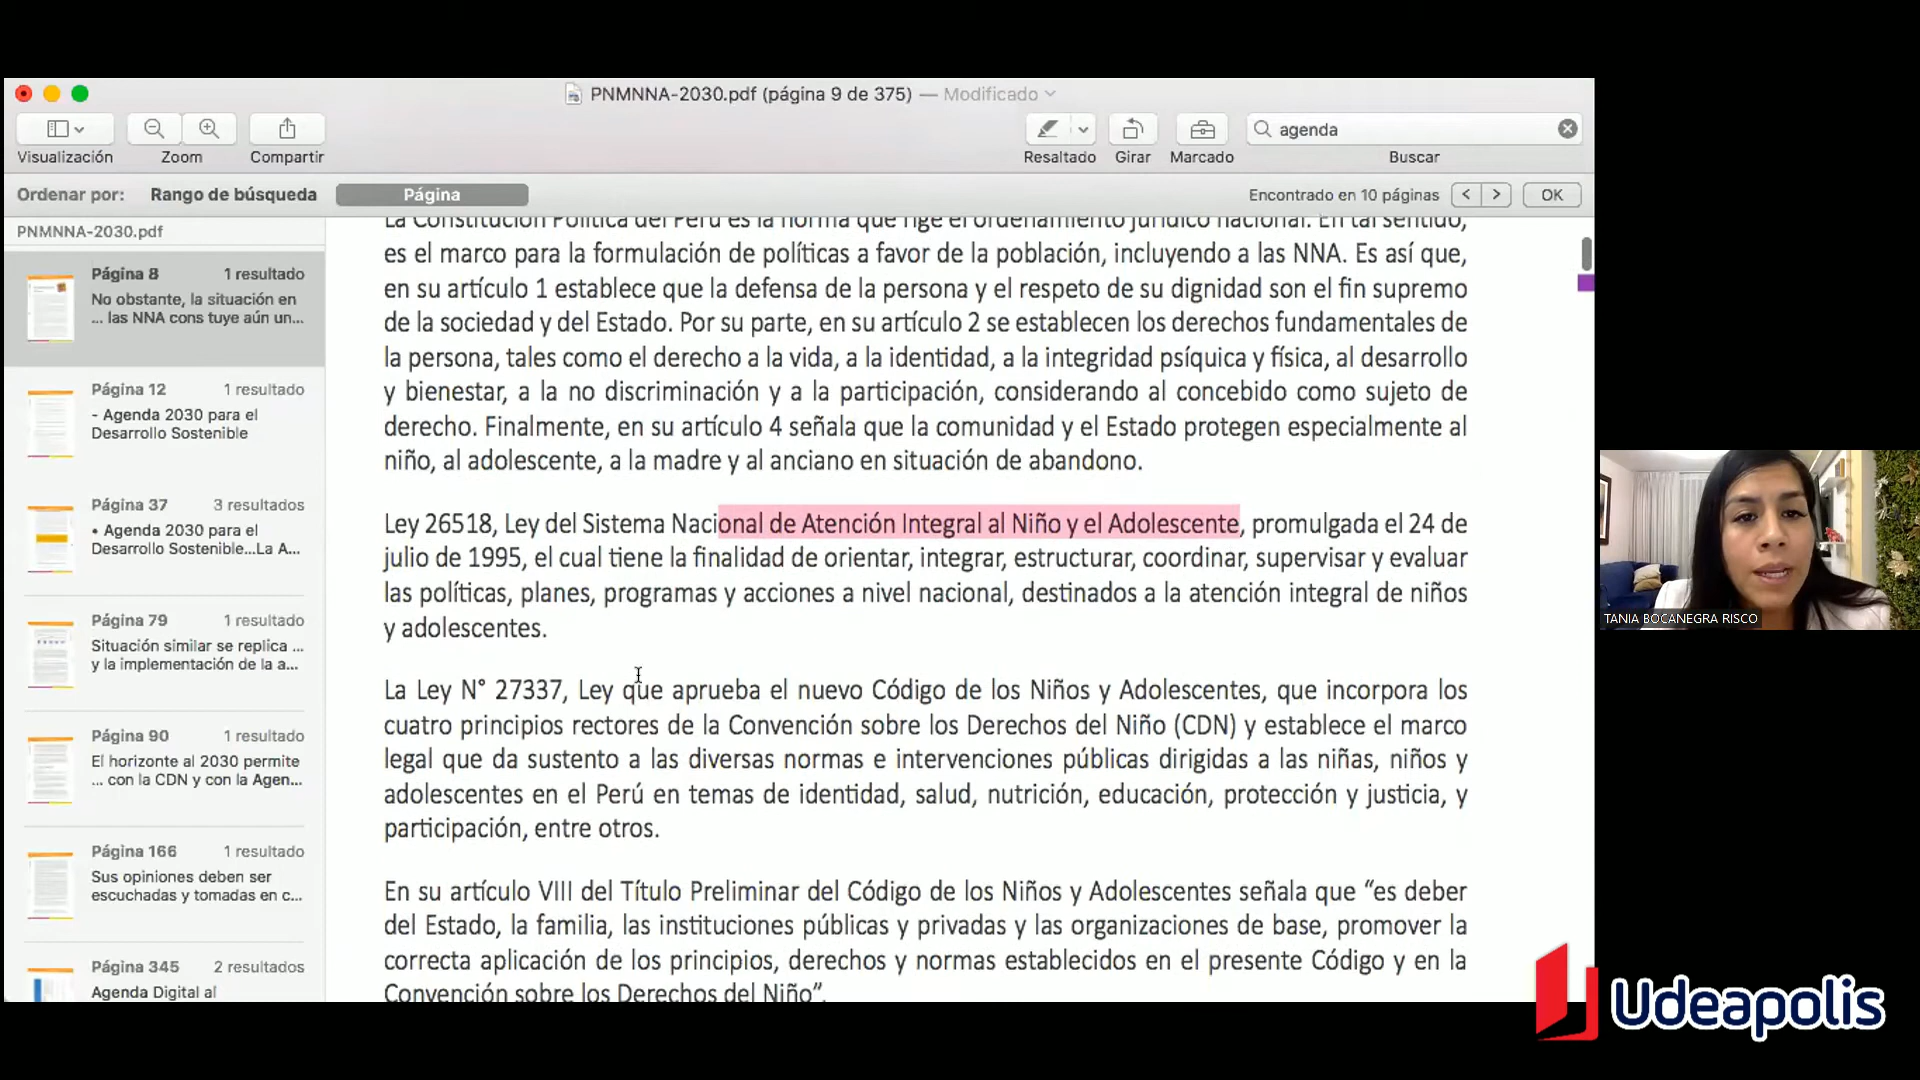 PNMNNA-2030.pdf (página 9 de 375) — Modificado
Visualización
Zoom
Compartir
Resaltado
Girar
Marcado
agenda
Buscar
Ordenar por:
Rango de búsqueda
Página
Encontrado en 10 páginas
OK
PNMNNA-2030.pdf
Página 8 1 resultado
No obstante, la situación en
... las NNA cons tuye aún un...
Página 12 1 resultado
- Agenda 2030 para el
Desarrollo Sostenible
Página 37 3 resultados
• Agenda 2030 para el
Desarrollo Sostenible...La A...
Página 79 1 resultado
Situación similar se replica ...
y la implementación de la a...
Página 90 1 resultado
El horizonte al 2030 permite
... con la CDN y con la Agen...
Página 166 1 resultado
Sus opiniones deben ser
escuchadas y tomadas en c...
Página 345 2 resultados
Agenda Digital al
La Constitución Política del Perú es la norma que rige el ordenamiento jurídico nacional. En tal sentido,
es el marco para la formulación de políticas a favor de la población, incluyendo a las NNA. Es así que,
en su artículo 1 establece que la defensa de la persona y el respeto de su dignidad son el fin supremo
de la sociedad y del Estado. Por su parte, en su artículo 2 se establecen los derechos fundamentales de
la persona, tales como el derecho a la vida, a la identidad, a la integridad psíquica y física, al desarrollo
y bienestar, a la no discriminación y a la participación, considerando al concebido como sujeto de
derecho. Finalmente, en su artículo 4 señala que la comunidad y el Estado protegen especialmente al
niño, al adolescente, a la madre y al anciano en situación de abandono.
Ley 26518, Ley del Sistema Nacional de Atención Integral al Niño y el Adolescente, promulgada el 24 de
julio de 1995, el cual tiene la finalidad de orientar, integrar, estructurar, coordinar, supervisar y evaluar
las políticas, planes, programas y acciones a nivel nacional, destinados a la atención integral de niños
y adolescentes.
La Ley N° 27337, Ley que aprueba el nuevo Código de los Niños y Adolescentes, que incorpora los
cuatro principios rectores de la Convención sobre los Derechos del Niño (CDN) y establece el marco
legal que da sustento a las diversas normas e intervenciones públicas dirigidas a las niñas, niños y
adolescentes en el Perú en temas de identidad, salud, nutrición, educación, protección y justicia, y
participación, entre otros.
En su artículo VIII del Título Preliminar del Código de los Niños y Adolescentes señala que “es deber
del Estado, la familia, las instituciones públicas y privadas y las organizaciones de base, promover la
correcta aplicación de los principios, derechos y normas establecidos en el presente Código y en la
Convención sobre los Derechos del Niño”.
TANIA BOCANEGRA RISCO
Udeapolis